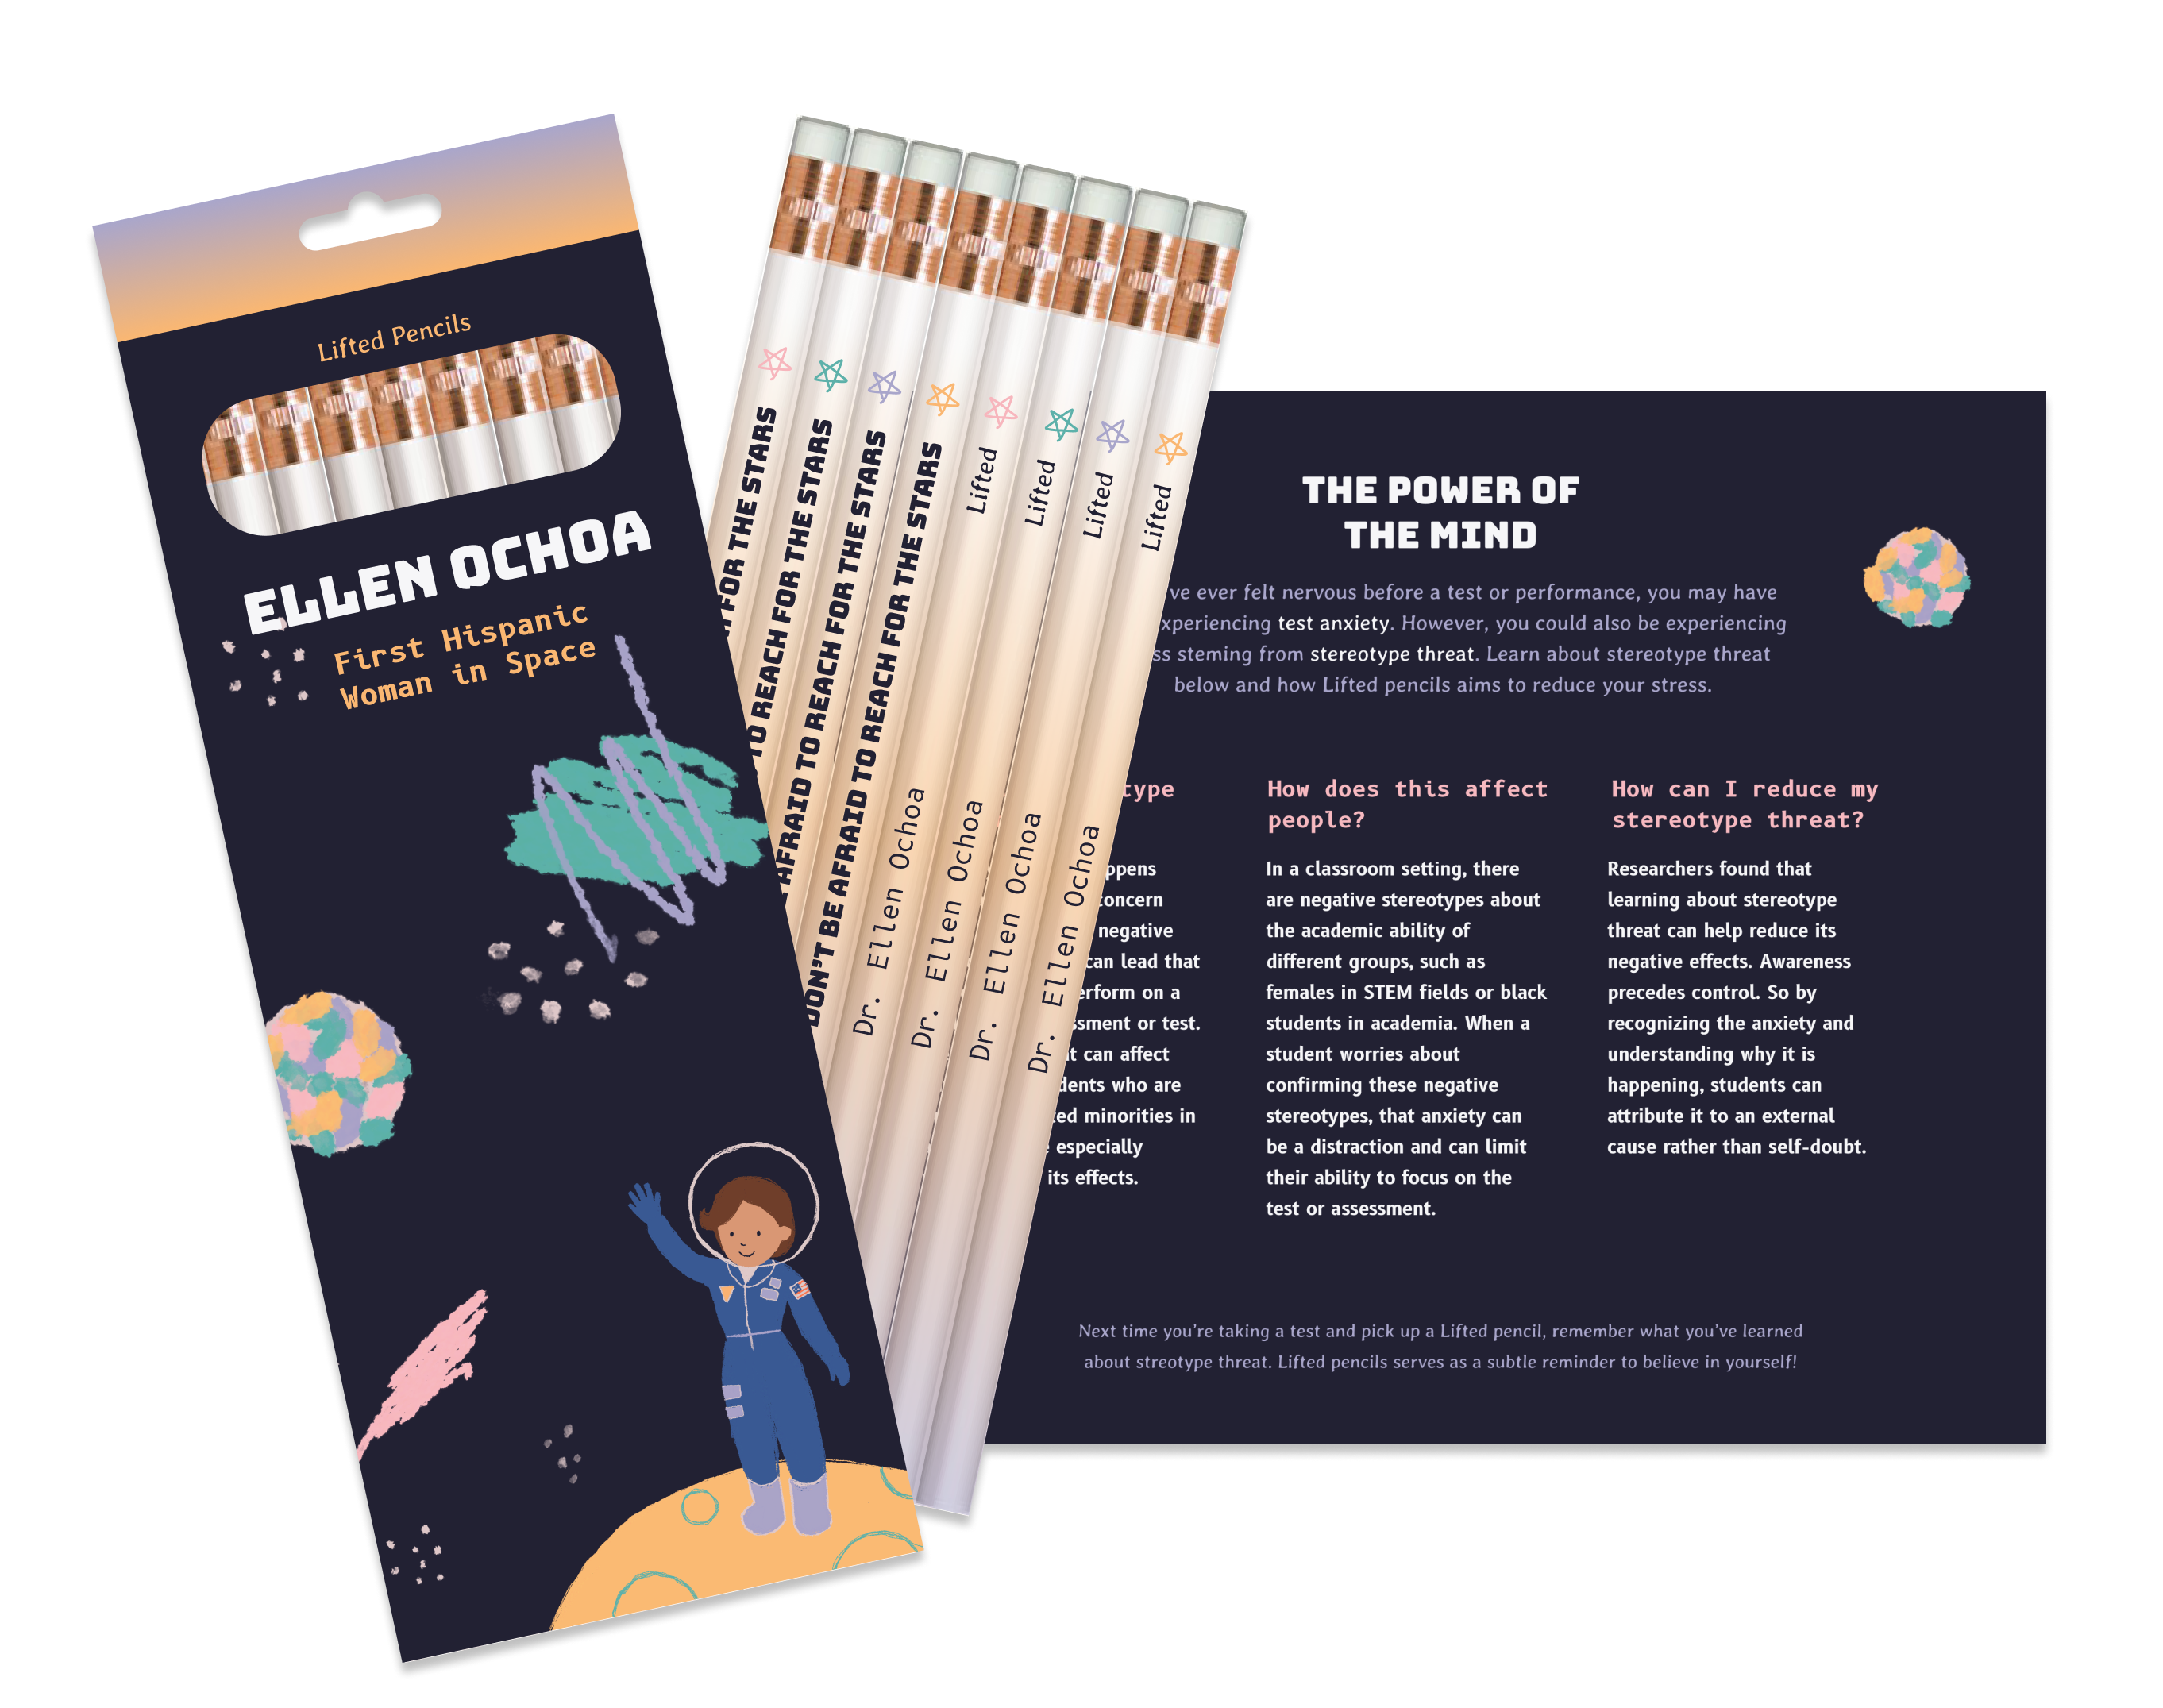 Lifted Pencils
ELLEN OCHOA
First Hispanic
Woman in Space
FOR THE STARS
TO REACH FOR THE STARS
AFRAID TO REACH FOR THE STARS
DON'T BE AFRAID TO REACH FOR THE STARS
Lifted
Dr. Ellen Ochoa
Lifted
Dr. Ellen Ochoa
Lifted
Dr. Ellen Ochoa
Lifted
Dr. Ellen Ochoa
THE POWER OF
THE MIND
ever felt nervous before a test or performance, you may have
experiencing test anxiety. However, you could also be experiencing
steming from stereotype threat. Learn about stereotype threat
below and how Lifted pencils aims to reduce your stress.
negative
can lead that
on a
or test.
can affect
who are
minorities in
especially
its effects.
How does this affect
people?
In a classroom setting, there
are negative stereotypes about
the academic ability of
different groups, such as
females in STEM fields or black
students in academia. When a
student worries about
confirming these negative
stereotypes, that anxiety can
be a distraction and can limit
their ability to focus on the
test or assessment.
How can I reduce my
stereotype threat?
Researchers found that
learning about stereotype
threat can help reduce its
negative effects. Awareness
precedes control. So by
recognizing the anxiety and
understanding why it is
happening, students can
attribute it to an external
cause rather than self-doubt.
Next time you're taking a test and pick up a Lifted pencil, remember what you've learned
about streotype threat. Lifted pencils serves as a subtle reminder to believe in yourself!